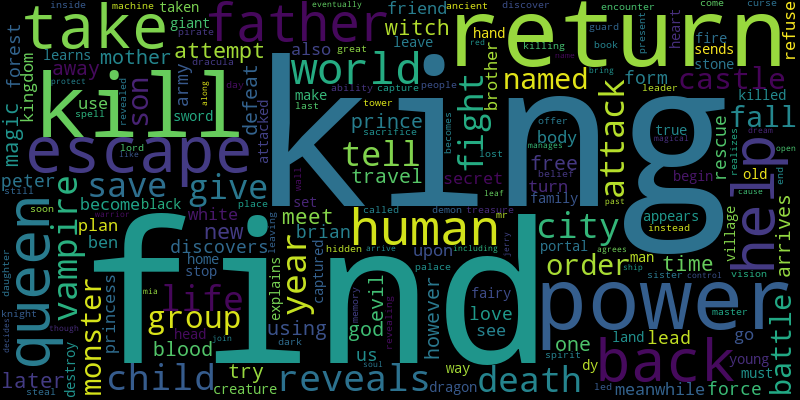 inside machine taken giant friend ancient discover encounter come curse
eventually
take father return
pirate learns mother attempt witch hand red killing guard book present fire refuse
forest dracula also leave great bring heart sends stone
kingdom away army world named castle
magic protect use son kill revealed day ability capture people make last tower brother leader form killed
spell sword defeat attacked along king fight attack magical dream
lord like escape prince sacrifice becomes offer body true rescue fall
peter still tell lost manages belief free realizes open
save give travel secret turn family begin old end cause
vampire become black white place set leaf past
soon plan ben new called demon treasure mr city appears instead village help arrives
queen discovers meet brian human portal agrees man
daughter home stop hidden arrive including upon order time
princess explains captured leaving year palace jerry ship sister control vision
knight warrior mia life find fairy power master go
monster evil god however love see land lead battle
decides though group head using memory revealing one spirit back young
destroy blood join dark us soul way dy must
later steal child try creature reveals death dragon led meanwhile force